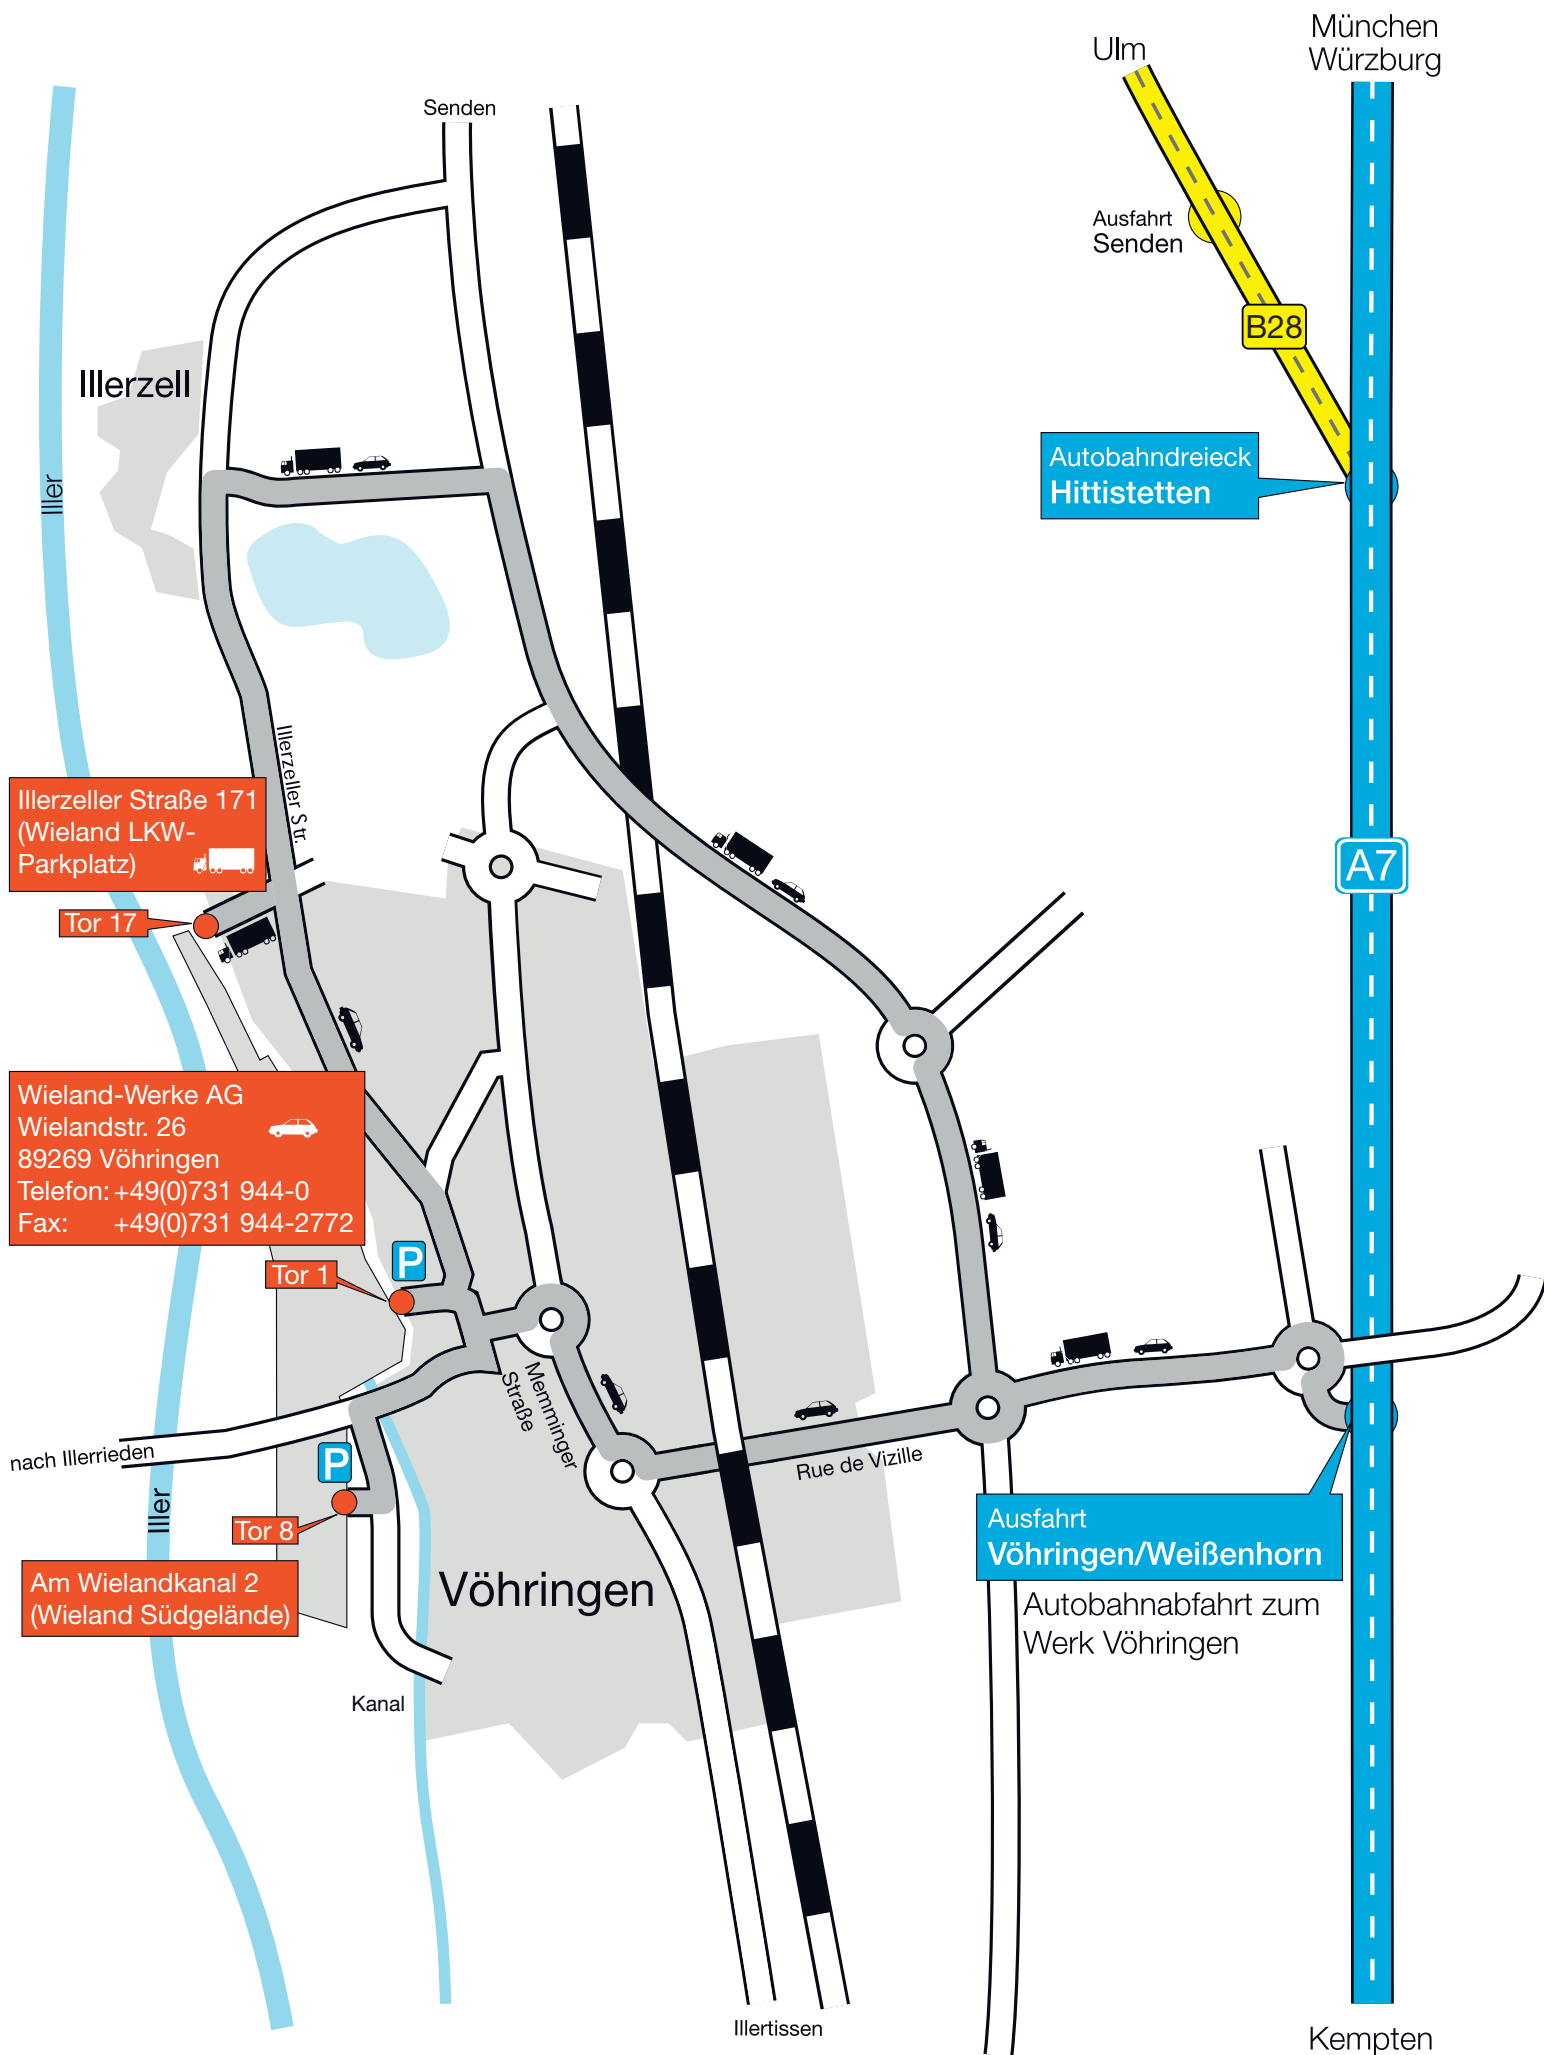 München
Würzburg
Ulm
Senden
Ausfahrt
Senden
B28
Illerzell
Autobahndreieck
Hittistetten
Iller
Illerzeller Str.
Illerzeller Straße 171
(Wieland LKW-
Parkplatz)
A7
Tor 17
Wieland-Werke AG
Wielandstr. 26
89269 Vöhringen
Telefon: +49(0)731 944-0
Fax: +49(0)731 944-2772
P
Tor 1
Memminger
Straße
nach Illerrieden
P
Rue de Vizille
Iller
Tor 8
Ausfahrt
Vöhringen/Weißenhorn
Am Wielandkanal 2
(Wieland Südgelände)
Vöhringen
Autobahnabfahrt zum
Werk Vöhringen
Kanal
Illertissen
Kempten